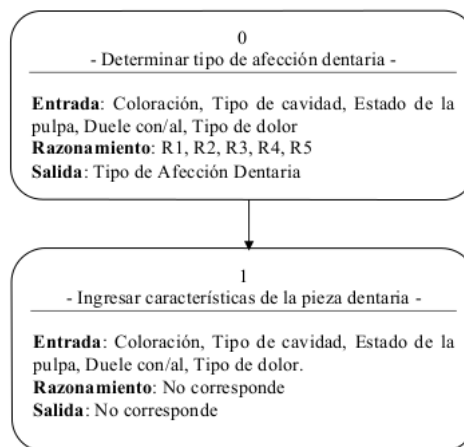 0
- Determinar tipo de afección dentaria -
Entrada: Coloración, Tipo de cavidad, Estado de la
pulpa, Duele con/al, Tipo de dolor
Razonamiento: R1, R2, R3, R4, R5
Salida: Tipo de Afección Dentaria
1
- Ingresar características de la pieza dentaria -
Entrada: Coloración, Tipo de cavidad, Estado de la
pulpa, Duele con/al, Tipo de dolor.
Razonamiento: No corresponde
Salida: No corresponde